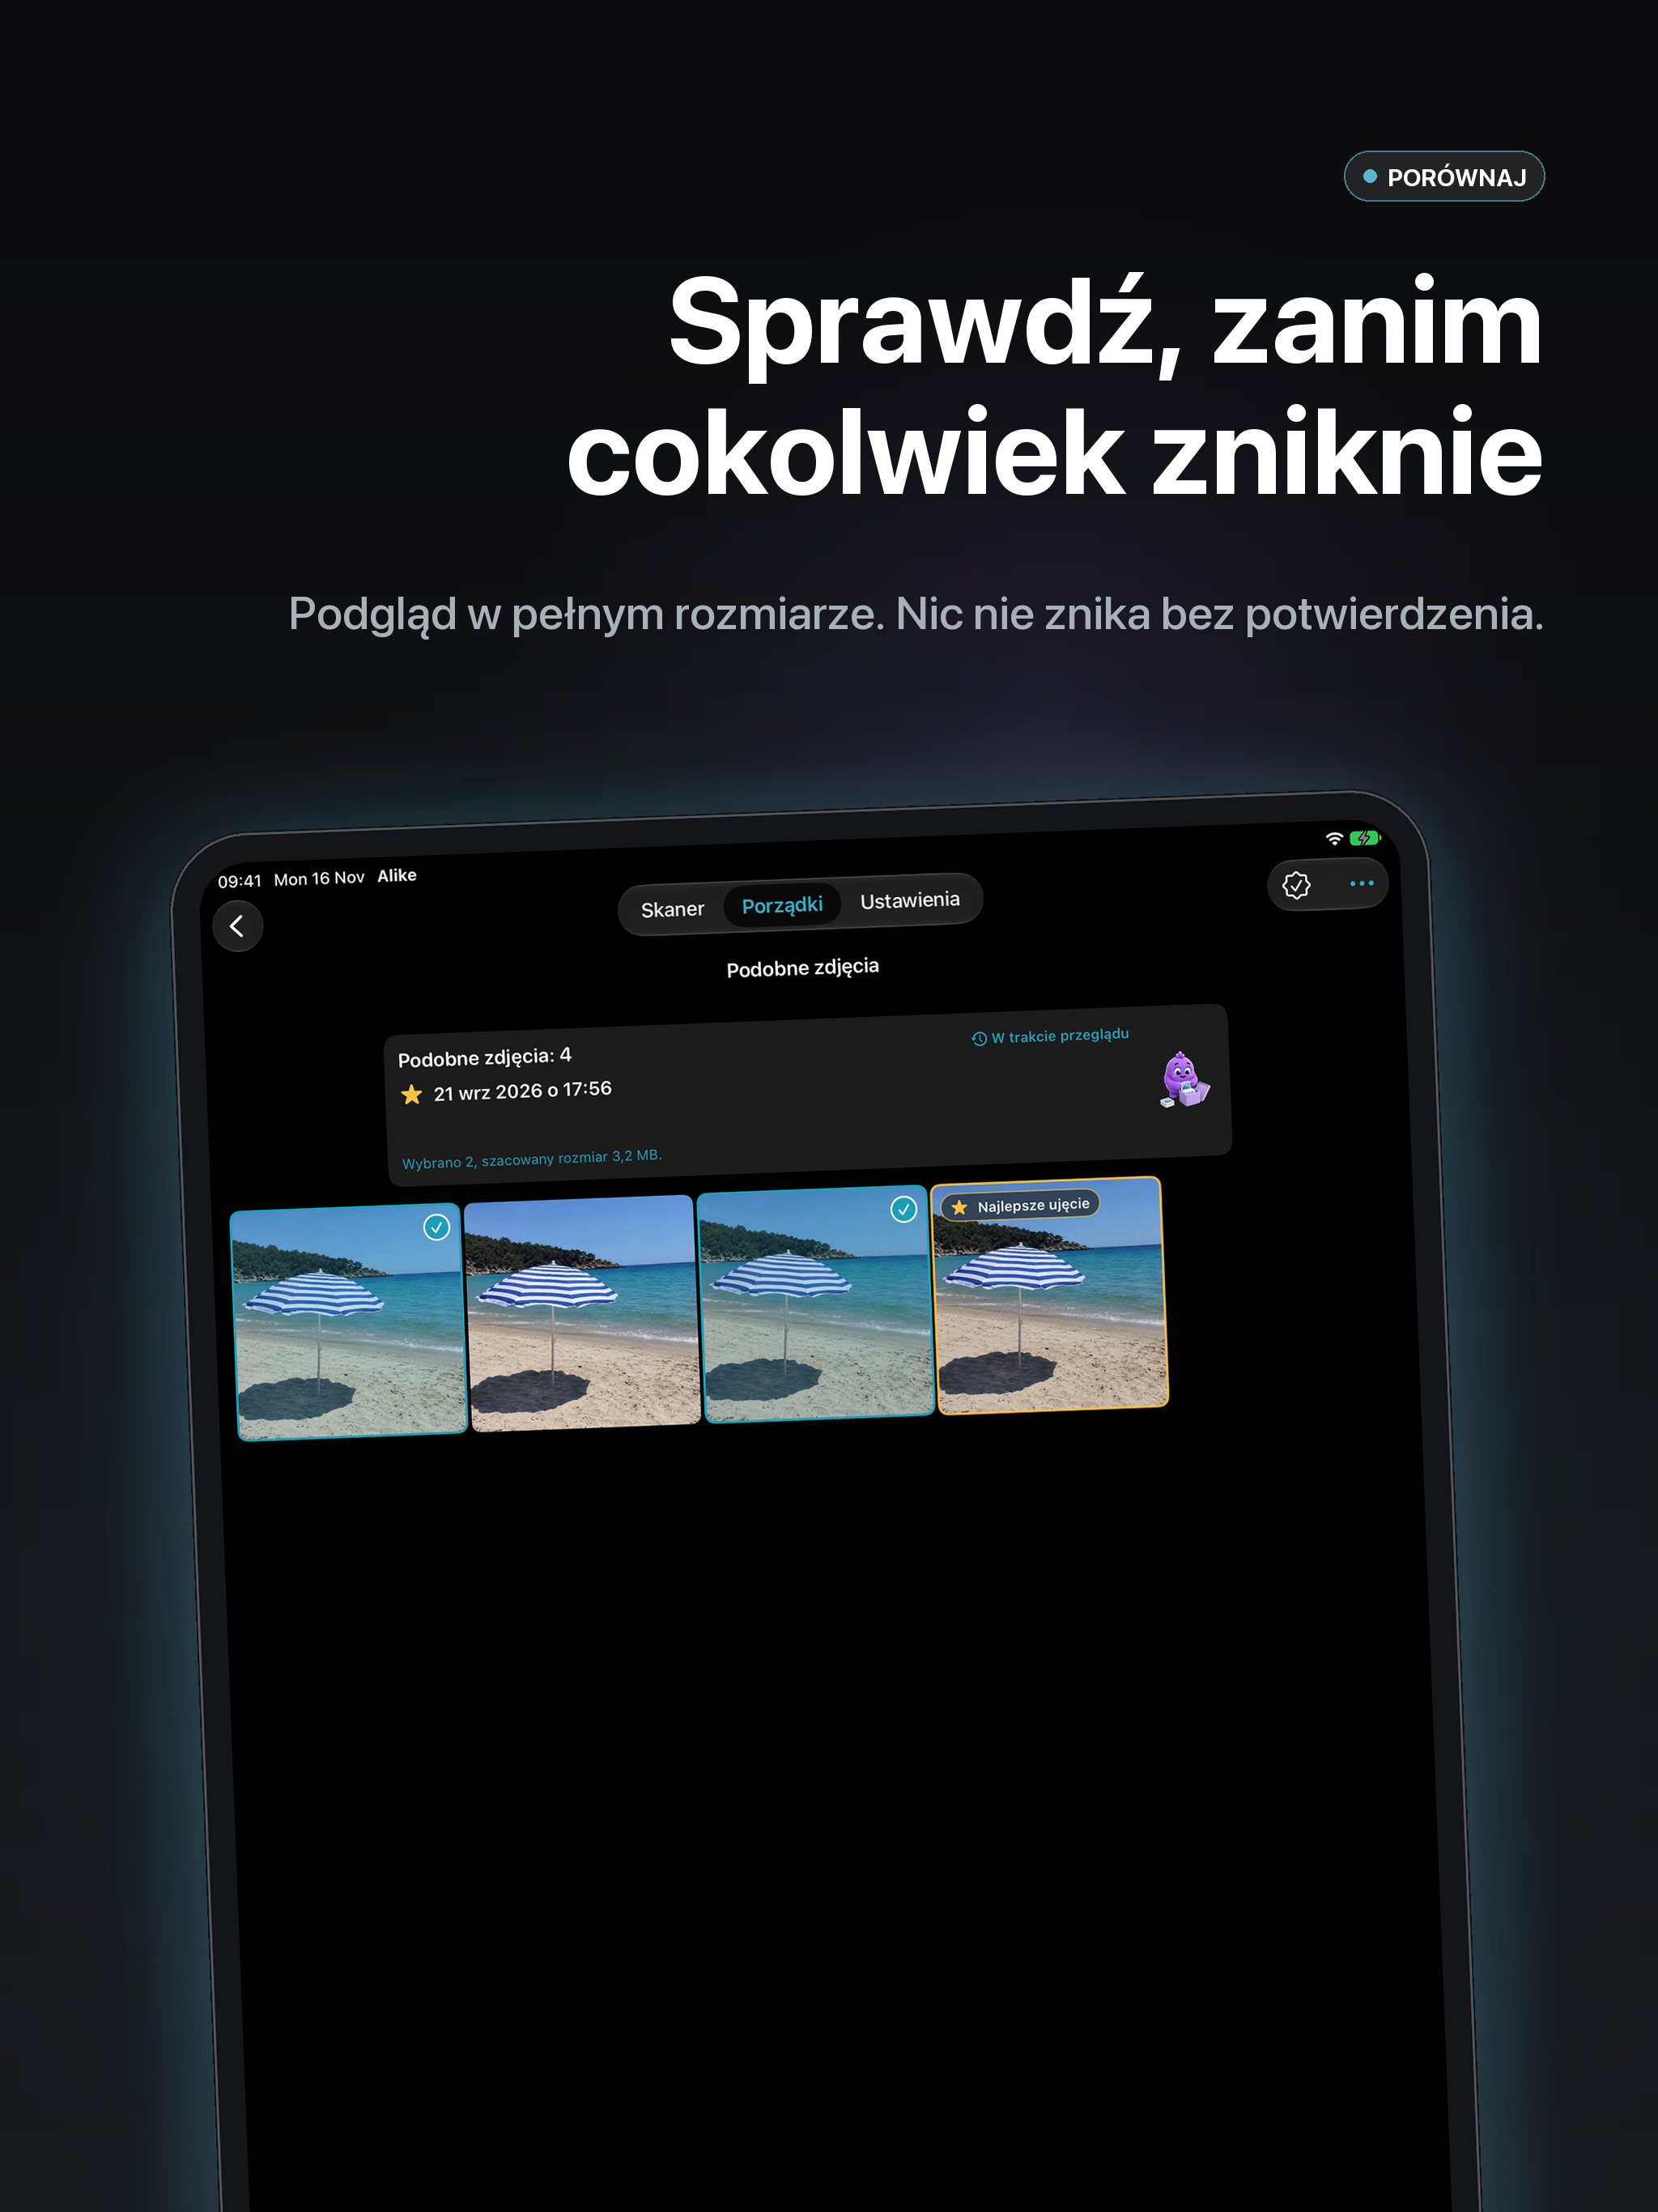 PORÓWNAJ
Sprawdź, zanim
cokolwiek zniknie
Podgląd w pełnym rozmiarze. Nic nie znika bez potwierdzenia.
09:41 Mon 16 Nov Alike
Skaner Porządki Ustawienia
Podobne zdjęcia
Podobne zdjęcia: 4
W trakcie przeglądu
21 wrz 2026 o 17:56
Wybrano 2, szacowany rozmiar 3,2 MB.
Najlepsze ujęcie